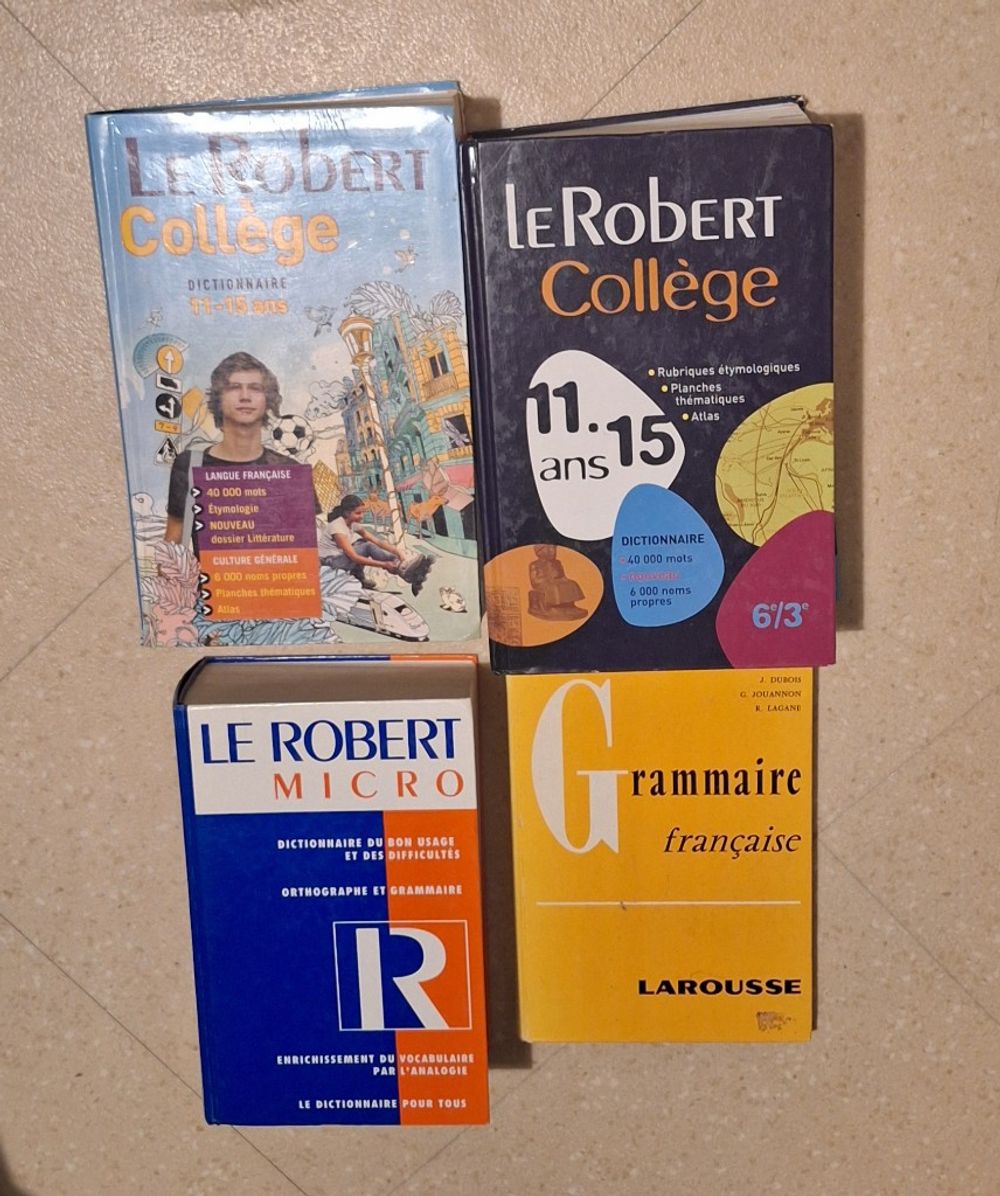 LE ROBERT
Collège
DICTIONNAIRE
11-15 ans
LANGUE FRANÇAISE
40 000 mots
Étymologie
NOUVEAU
dossier Littérature
CULTURE GÉNÉRALE
6 000 noms propres
Planches thématiques
Atlas
LE ROBERT
Collège
• Rubriques étymologiques
• Planches
thématiques
• Atlas
11.15
ans
DICTIONNAIRE
• 40 000 mots
• nouveau
6 000 noms
propres
6e/3e
LE ROBERT
MICRO
DICTIONNAIRE DU BON USAGE
ET DES DIFFICULTÉS
ORTHOGRAPHE ET GRAMMAIRE
R
ENRICHISSEMENT DU VOCABULAIRE
PAR L'ANALOGIE
LE DICTIONNAIRE POUR TOUS
J. DUBOIS
G. JOUANNON
R. LAGANE
Grammaire
française
LAROUSSE